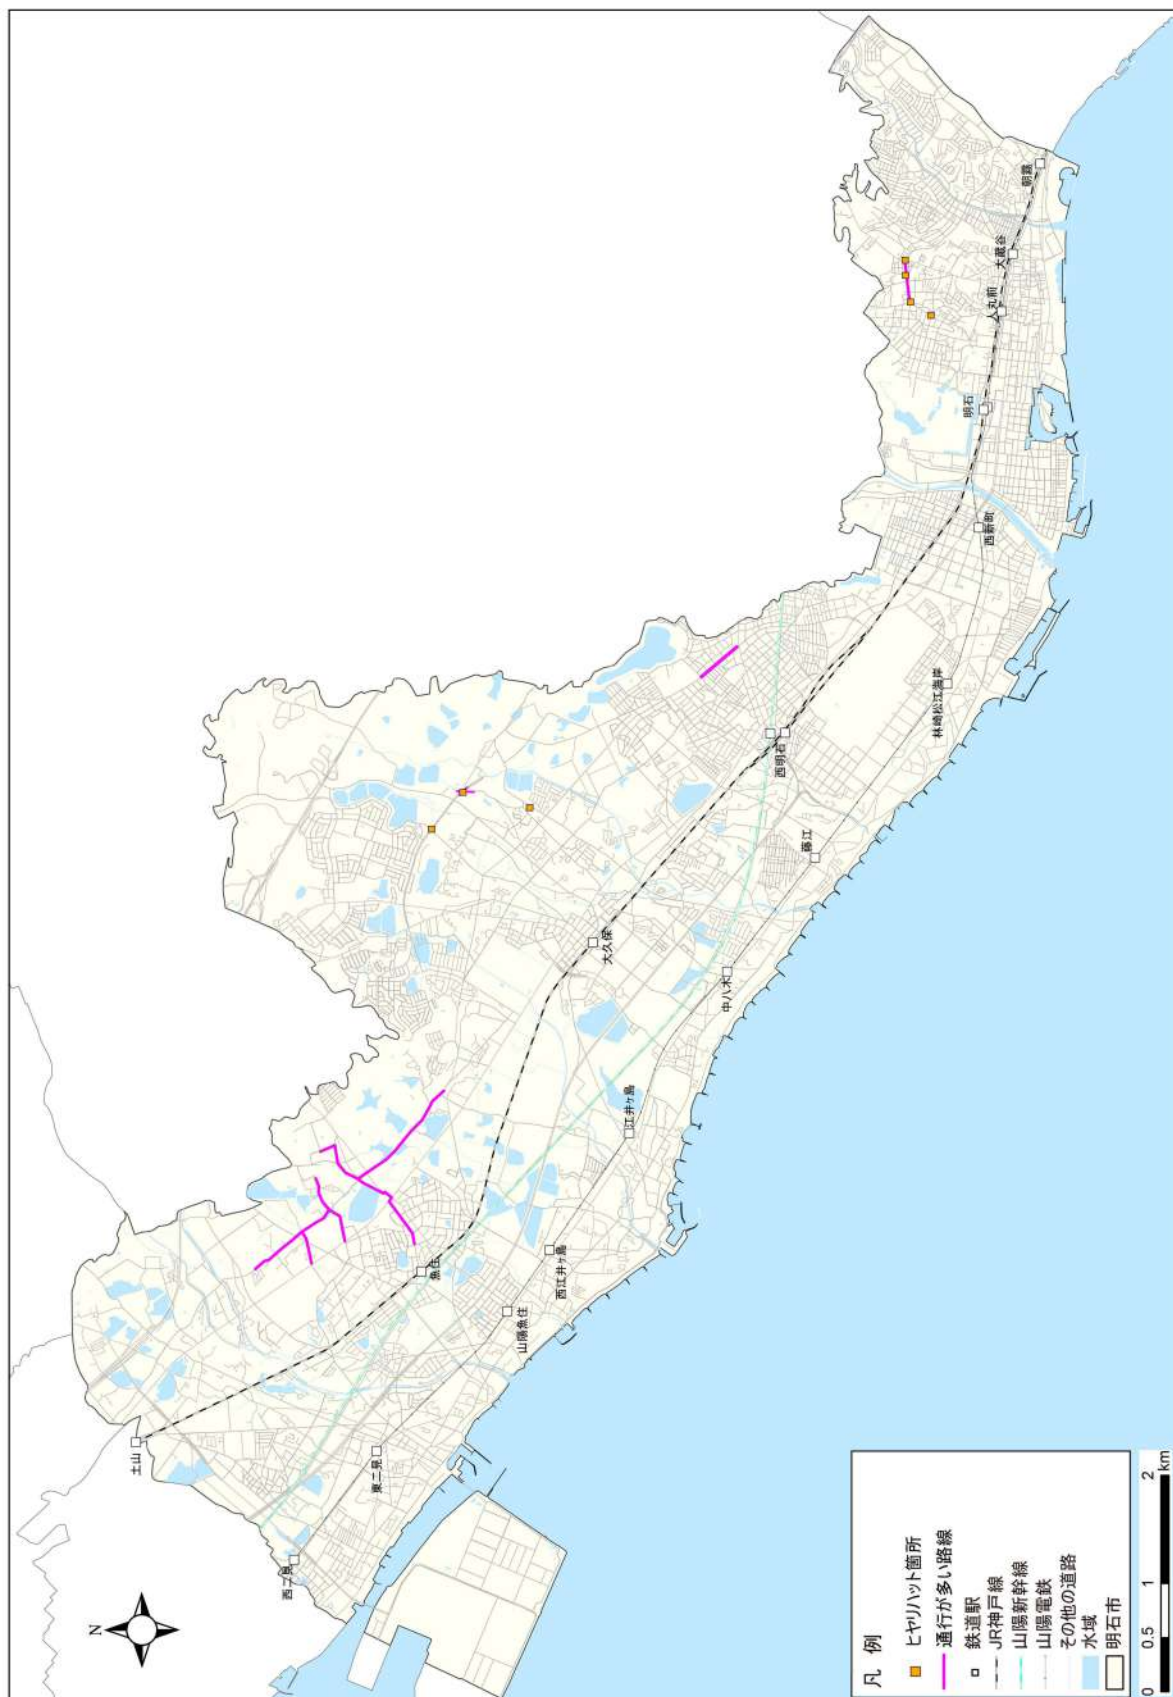 N
土山
西二見
東二見
魚住
山陽魚住
西江井ヶ島
江井ヶ島
大久保
中八木
藤江
西明石
林崎松江海岸
西新町
明石
人丸前
大蔵谷
朝霧
凡 例
ヒヤリハット箇所
通行が多い路線
鉄道駅
JR神戸線
山陽新幹線
山陽電鉄
その他の道路
水域
明石市
0 0.5 1 2
km